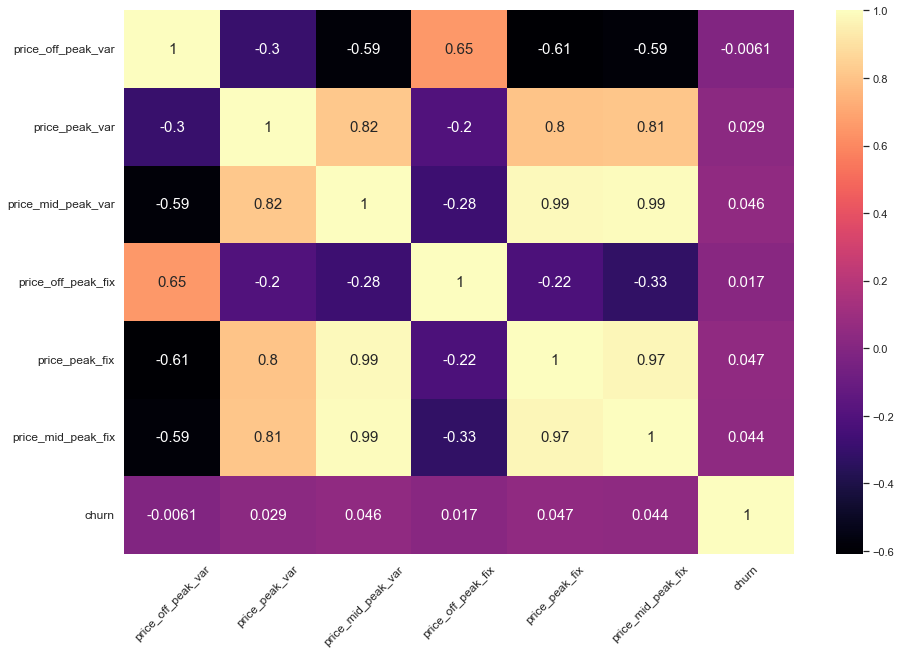 price_off_peak_var 1 -0.3 -0.59 0.65 -0.61 -0.59 -0.0061
price_peak_var -0.3 1 0.82 -0.2 0.8 0.81 0.029
price_mid_peak_var -0.59 0.82 1 -0.28 0.99 0.99 0.046
price_off_peak_fix 0.65 -0.2 -0.28 1 -0.22 -0.33 0.017
price_peak_fix -0.61 0.8 0.99 -0.22 1 0.97 0.047
price_mid_peak_fix -0.59 0.81 0.99 -0.33 0.97 1 0.044
churn -0.0061 0.029 0.046 0.017 0.047 0.044 1
price_off_peak_var
price_peak_var
price_mid_peak_var
price_off_peak_fix
price_peak_fix
price_mid_peak_fix
churn
1.0
0.8
0.6
0.4
0.2
0.0
-0.2
-0.4
-0.6